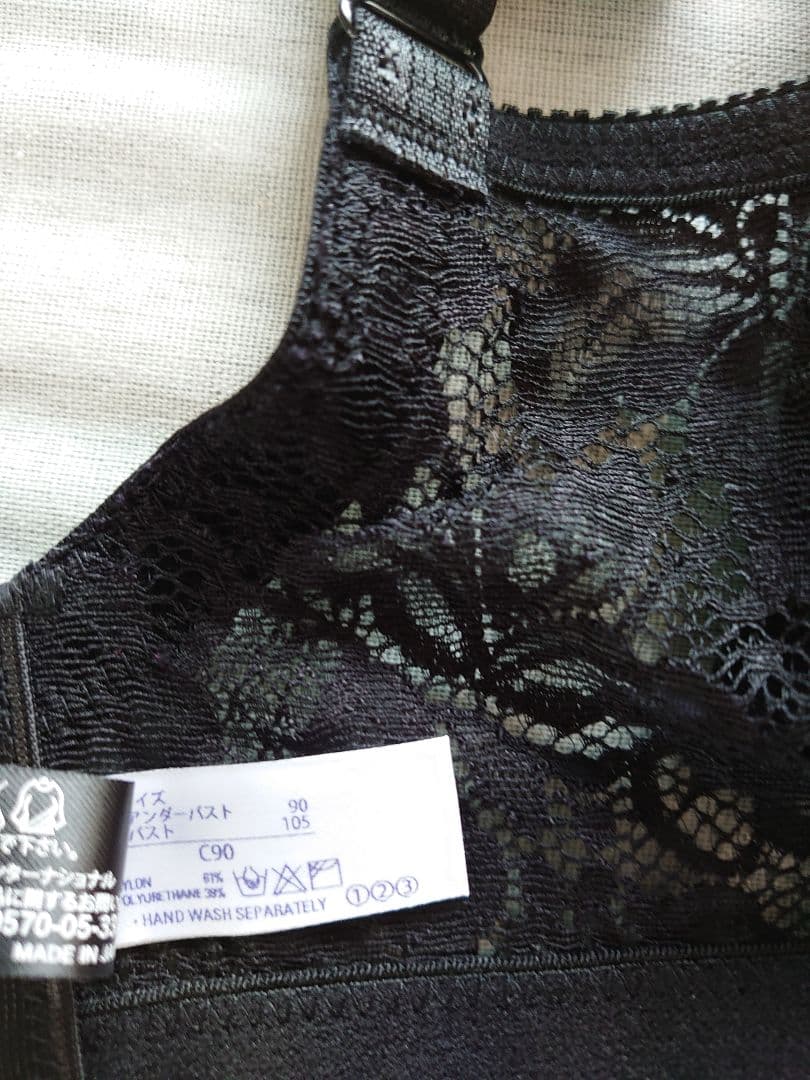 イズ
アンダーバスト 90
バスト 105
C90
YLON 61%
OLYURETHANE 39%
・HAND WASH SEPARATELY ①②③
で下さい。
ンターナショナル
に関するお問
0570-05-3
MADE IN J